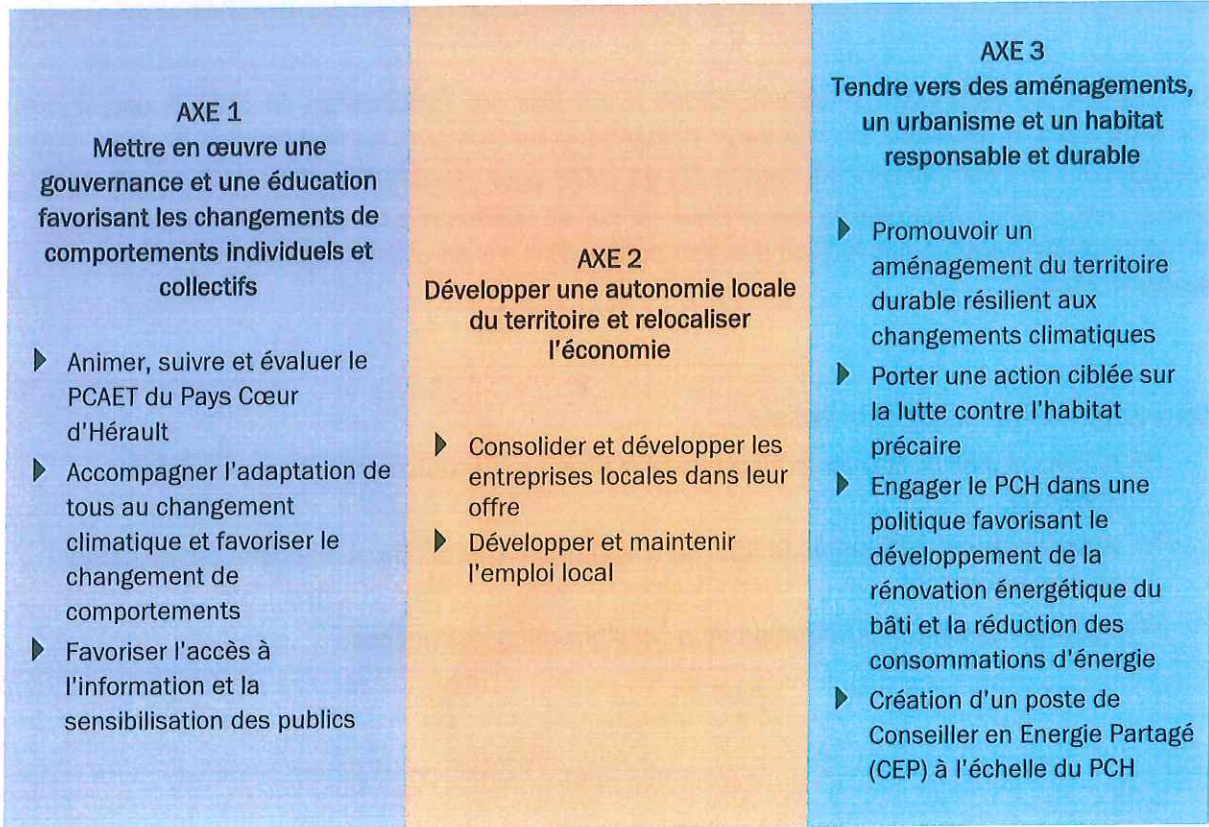 AXE 1
Mettre en œuvre une
gouvernance et une éducation
favorisant les changements de
comportements individuels et
collectifs
▶ Animer, suivre et évaluer le
PCAET du Pays Cœur
d'Hérault
▶ Accompagner l'adaptation de
tous au changement
climatique et favoriser le
changement de
comportements
▶ Favoriser l'accès à
l'information et la
sensibilisation des publics
AXE 2
Développer une autonomie locale
du territoire et relocaliser
l'économie
▶ Consolider et développer les
entreprises locales dans leur
offre
▶ Développer et maintenir
l'emploi local
AXE 3
Tendre vers des aménagements,
un urbanisme et un habitat
responsable et durable
▶ Promouvoir un
aménagement du territoire
durable résilient aux
changements climatiques
▶ Porter une action ciblée sur
la lutte contre l'habitat
précaire
▶ Engager le PCH dans une
politique favorisant le
développement de la
rénovation énergétique du
bâti et la réduction des
consommations d'énergie
▶ Création d'un poste de
Conseiller en Energie Partagé
(CEP) à l'échelle du PCH